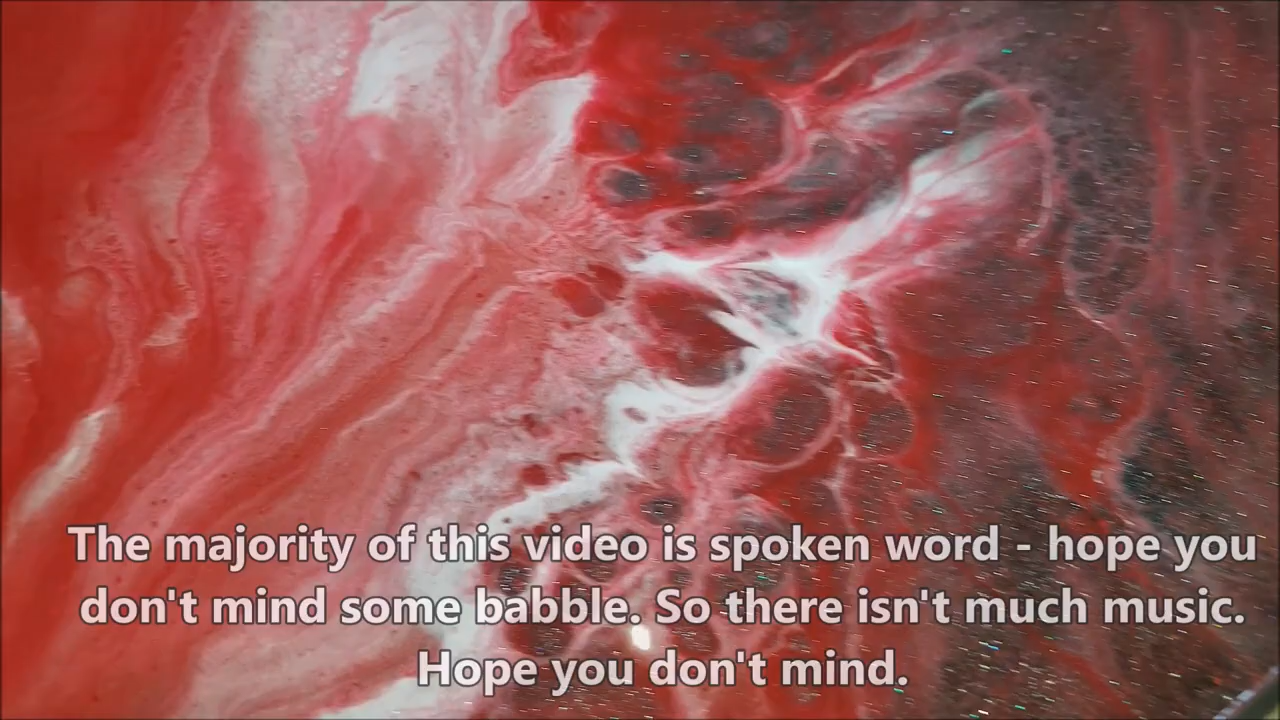 The majority of this video is spoken word - hope you
don't mind some babble. So there isn't much music.
Hope you don't mind.